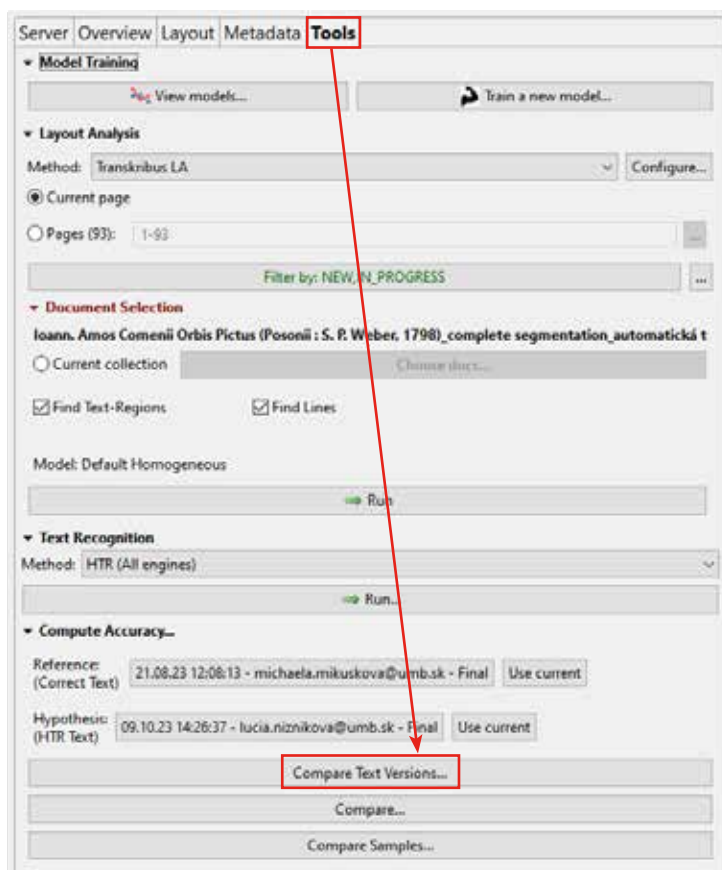 Server Overview Layout Metadata Tools
Model Training
View models... Train a new model...
Layout Analysis
Method: Transkribus LA Configure...
Current page
Pages (93): 1-93 ...
Filter by: NEW, IN_PROGRESS ...
Document Selection
Ioann. Amos Comenii Orbis Pictus (Posonii : S. P. Weber, 1798)_complete segmentation_automatická t
Current collection Choose docs...
Find Text-Regions Find Lines
Model: Default Homogeneous
Run
Text Recognition
Method: HTR (All engines)
Run...
Compute Accuracy...
Reference: (Correct Text) 21.08.23 12:08:13 - michaela.mikuskova@umb.sk - Final Use current
Hypothesis: (HTR Text) 09.10.23 14:26:37 - lucia.niznikova@umb.sk - Final Use current
Compare Text Versions...
Compare...
Compare Samples...